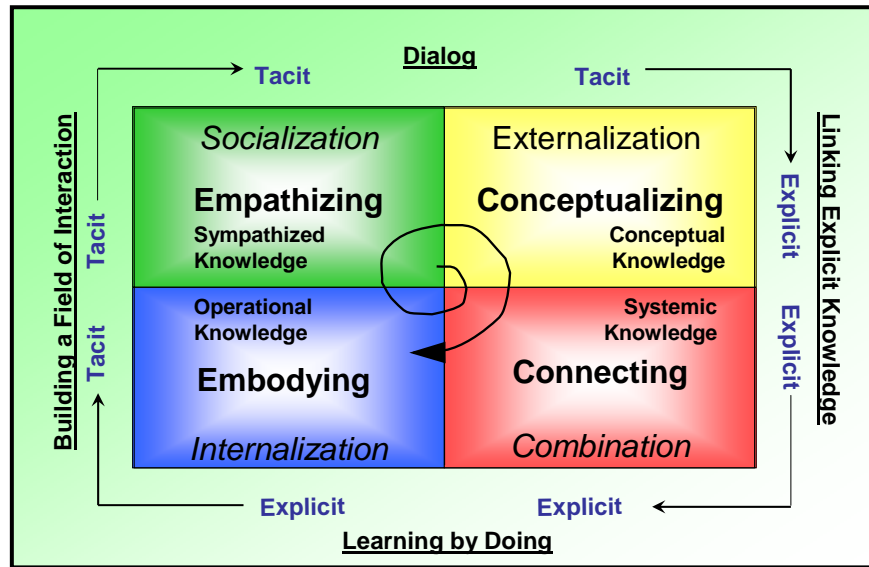 Dialog
Tacit
Tacit
Building a Field of Interaction
Tacit
Tacit
Socialization
Empathizing
Sympathized
Knowledge
Externalization
Conceptualizing
Conceptual
Knowledge
Explicit
Explicit
Linking Explicit Knowledge
Operational
Knowledge
Embodying
Internalization
Systemic
Knowledge
Connecting
Combination
Explicit
Explicit
Learning by Doing